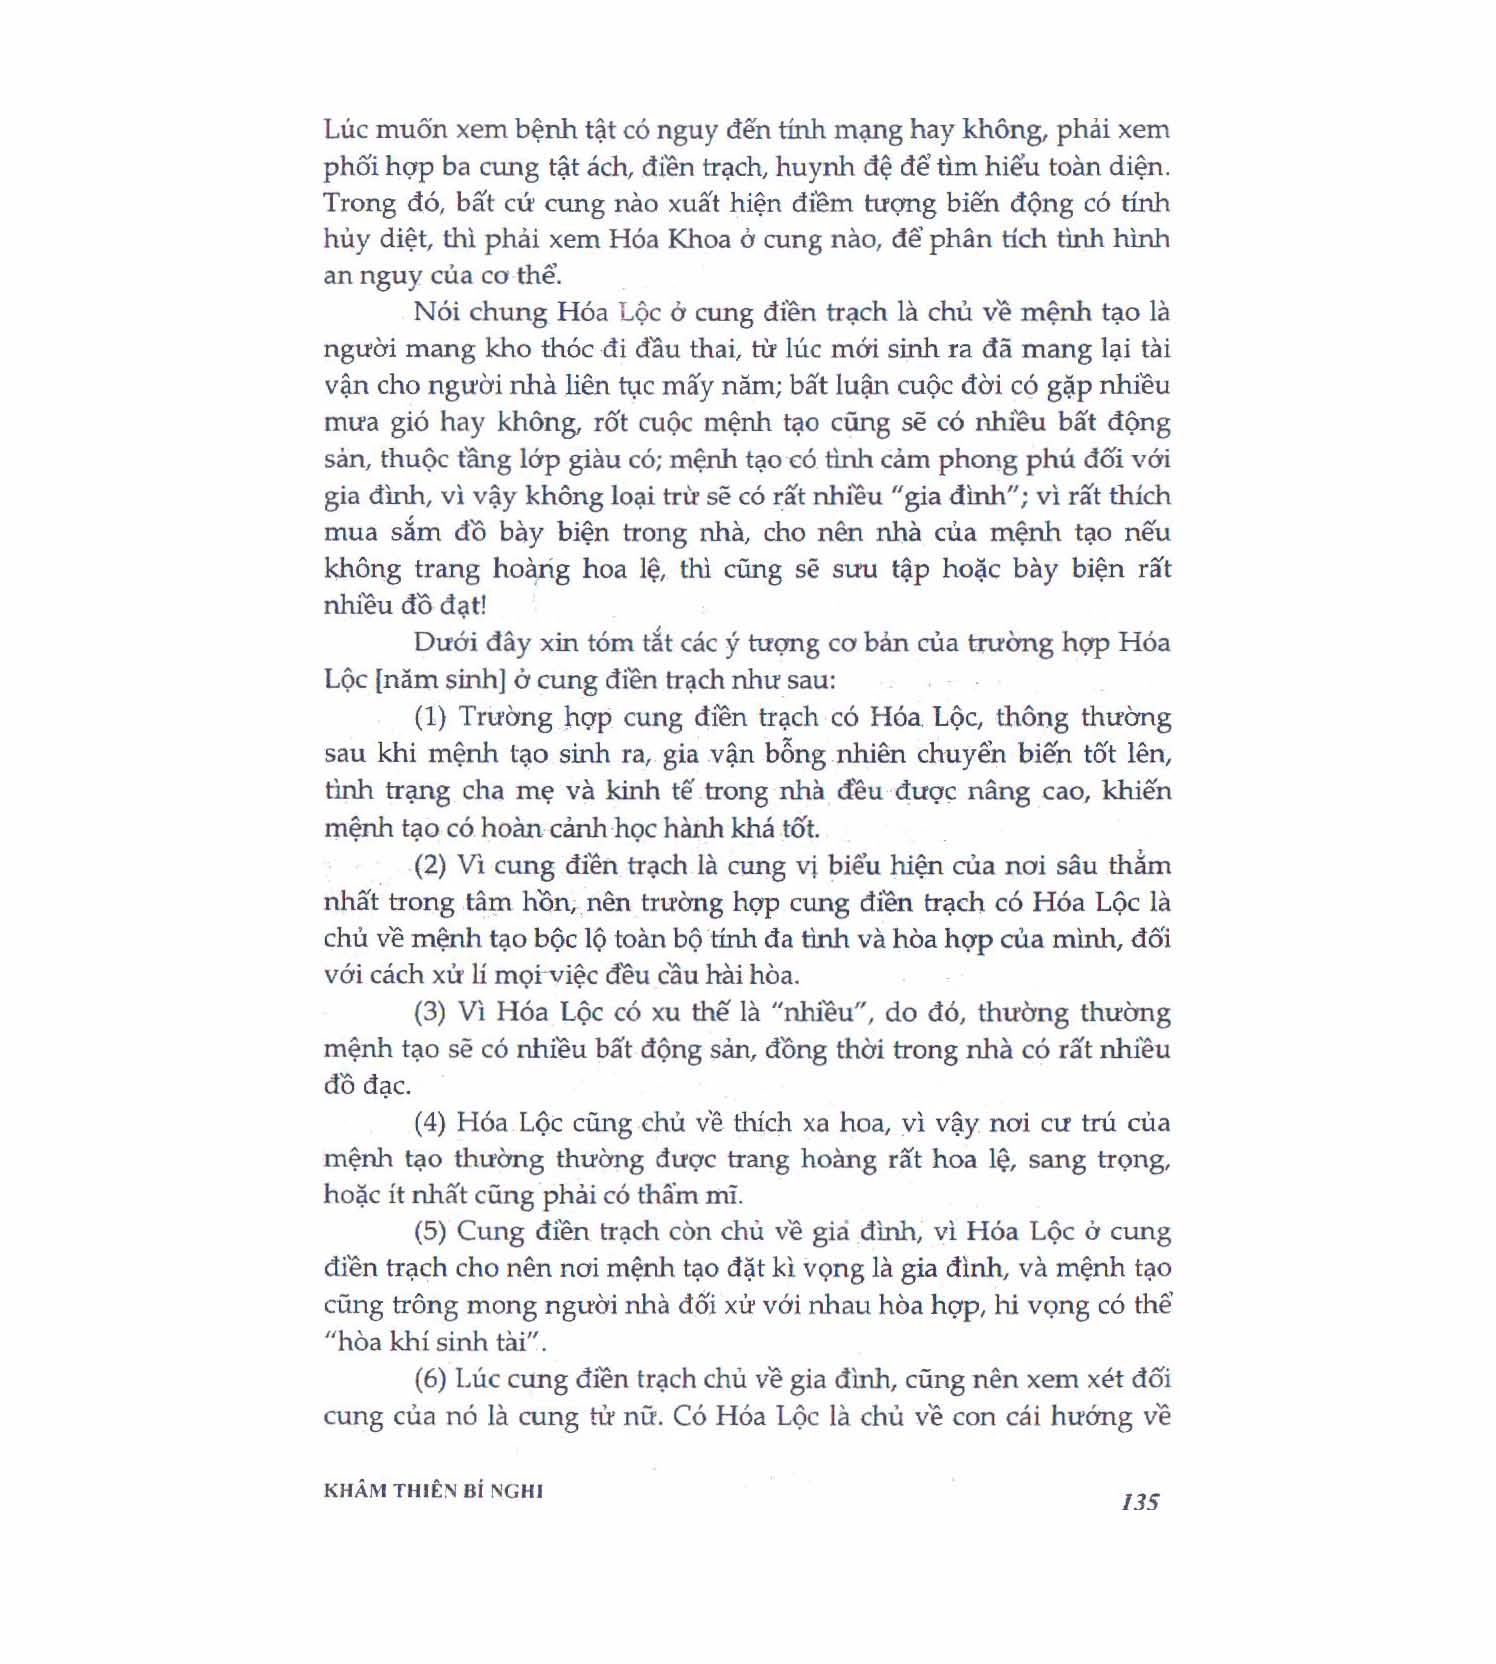 Lúc muốn xem bệnh tật có nguy đến tính mạng hay không, phải xem
phối hợp ba cung tật ách, điền trạch, huynh đệ để tìm hiểu toàn diện.
Trong đó, bất cứ cung nào xuất hiện điềm tượng biến động có tính
hủy diệt, thì phải xem Hóa Khoa ở cung nào, để phân tích tình hình
an nguy của cơ thể.
Nói chung Hóa Lộc ở cung điền trạch là chủ về mệnh tạo là
người mang kho thóc đi đầu thai, từ lúc mới sinh ra đã mang lại tài
vận cho người nhà liên tục mấy năm; bất luận cuộc đời có gặp nhiều
mưa gió hay không, rốt cuộc mệnh tạo cũng sẽ có nhiều bất động
sản, thuộc tầng lớp giàu có; mệnh tạo có tình cảm phong phú đối với
gia đình, vì vậy không loại trừ sẽ có rất nhiều "gia đình"; vì rất thích
mua sắm đồ bày biện trong nhà, cho nên nhà của mệnh tạo nếu
không trang hoàng hoa lệ, thì cũng sẽ sưu tập hoặc bày biện rất
nhiều đồ đạt!
Dưới đây xin tóm tắt các ý tượng cơ bản của trường hợp Hóa
Lộc [năm sinh] ở cung điền trạch như sau:
(1) Trường hợp cung điền trạch có Hóa Lộc, thông thường
sau khi mệnh tạo sinh ra, gia vận bỗng nhiên chuyển biến tốt lên,
tình trạng cha mẹ và kinh tế trong nhà đều được nâng cao, khiến
mệnh tạo có hoàn cảnh học hành khá tốt.
(2) Vì cung điền trạch là cung vị biểu hiện của nơi sâu thẳm
nhất trong tâm hồn, nên trường hợp cung điền trạch có Hóa Lộc là
chủ về mệnh tạo bộc lộ toàn bộ tính đa tình và hòa hợp của mình, đối
với cách xử lí mọi việc đều cầu hài hòa.
(3) Vì Hóa Lộc có xu thế là "nhiều", do đó, thường thường
mệnh tạo sẽ có nhiều bất động sản, đồng thời trong nhà có rất nhiều
đồ đạc.
(4) Hóa Lộc cũng chủ về thích xa hoa, vì vậy nơi cư trú của
mệnh tạo thường thường được trang hoàng rất hoa lệ, sang trọng,
hoặc ít nhất cũng phải có thẩm mĩ.
(5) Cung điền trạch còn chủ về gia đình, vì Hóa Lộc ở cung
điền trạch cho nên nơi mệnh tạo đặt kì vọng là gia đình, và mệnh tạo
cũng trông mong người nhà đối xử với nhau hòa hợp, hi vọng có thể
"hòa khí sinh tài".
(6) Lúc cung điền trạch chủ về gia đình, cũng nên xem xét đối
cung của nó là cung tử nữ. Có Hóa Lộc là chủ về con cái hướng về
KHÂM THIÊN BÍ NGHI
135